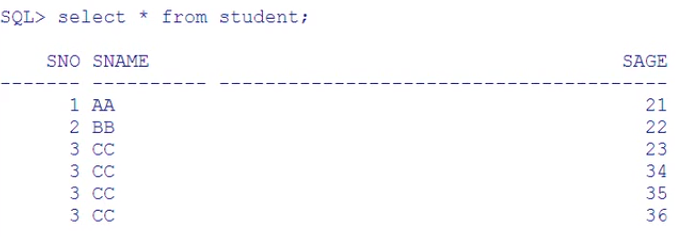 SQL> select * from student;
SNO SNAME SAGE
------- ---------- ---------------------------------------
1 AA 21
2 BB 22
3 CC 23
3 CC 34
3 CC 35
3 CC 36